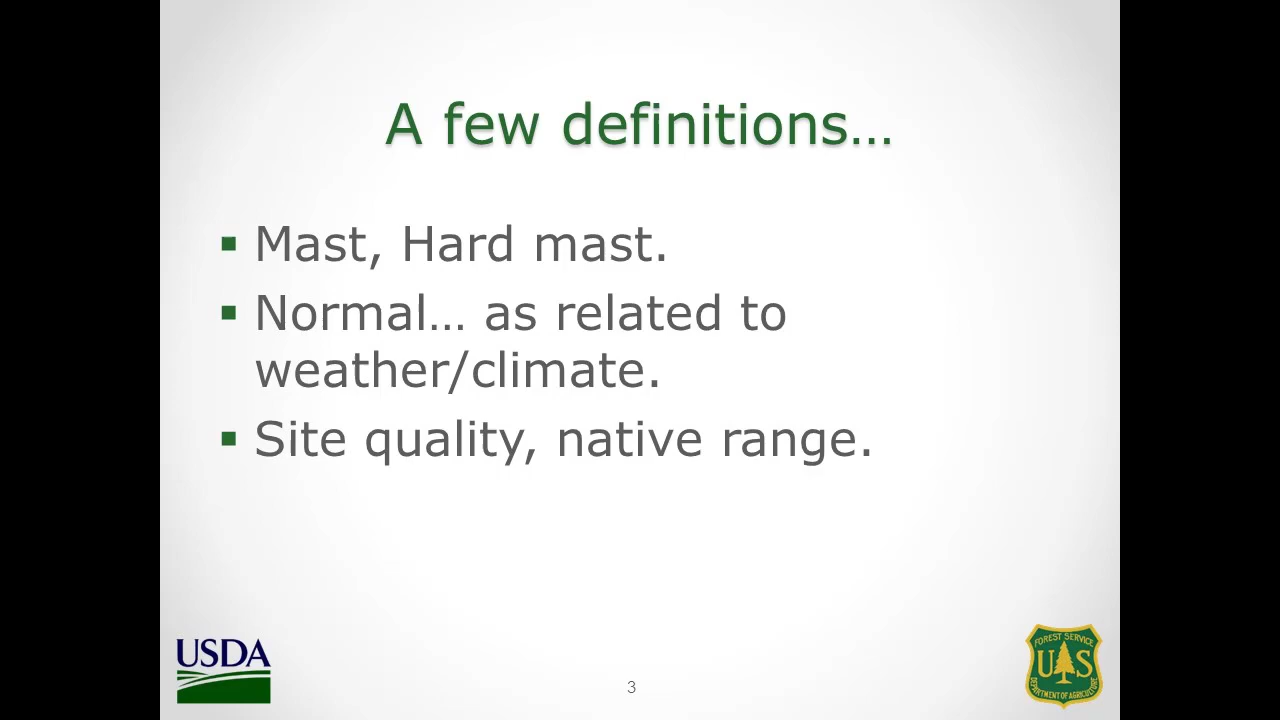 A few definitions…
▪ Mast, Hard mast.
▪ Normal… as related to
weather/climate.
▪ Site quality, native range.
USDA
3
FOREST SERVICE
U S
DEPARTMENT OF AGRICULTURE